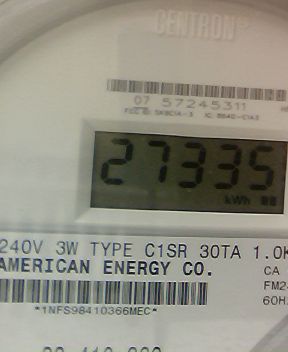 CENTRON®
07 57245311
27335
kWh
240V 3W TYPE C1SR 30TA 1.0K
AMERICAN ENERGY CO.
CA
FM2
60H
*1NFS98410366MEC*